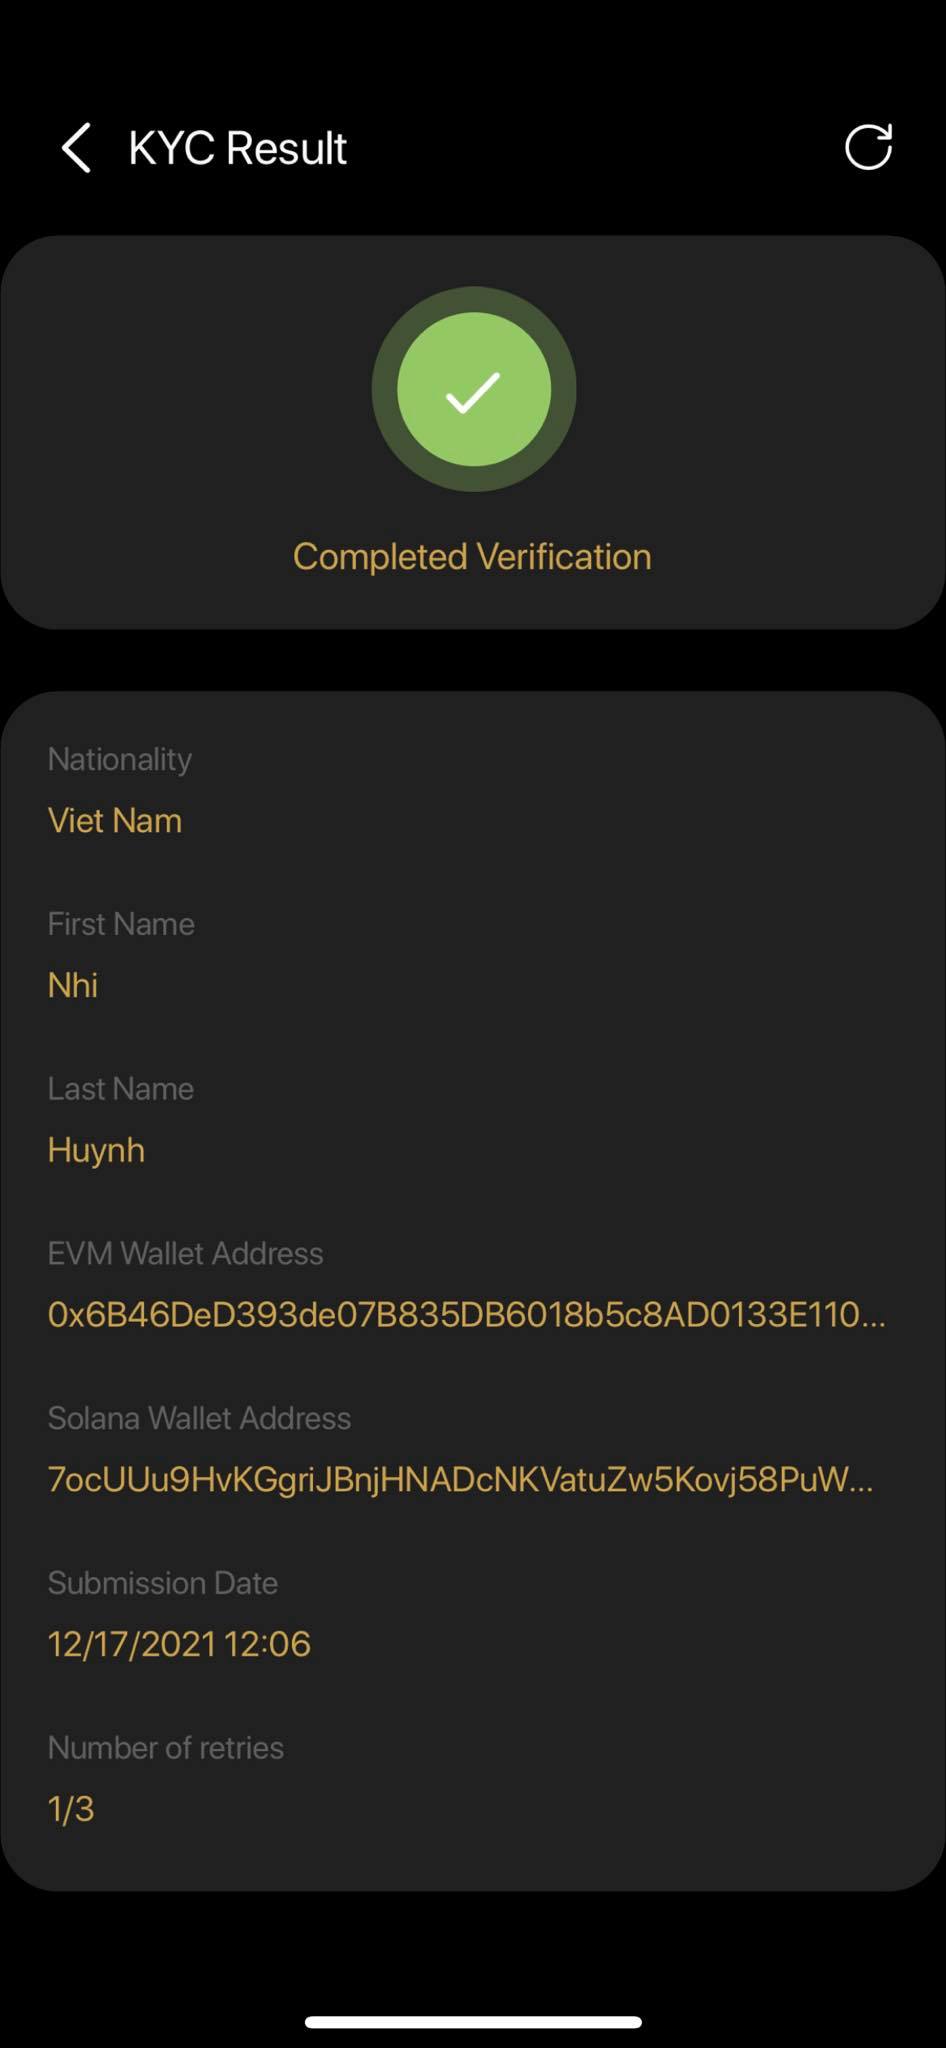 KYC Result
Completed Verification
Nationality
Viet Nam
First Name
Nhi
Last Name
Huynh
EVM Wallet Address
0x6B46DeD393de07B835DB6018b5c8AD0133E110...
Solana Wallet Address
7ocUUu9HvKGgriJBnjHNADcNKVatuZw5Kovj58PuW...
Submission Date
12/17/2021 12:06
Number of retries
1/3